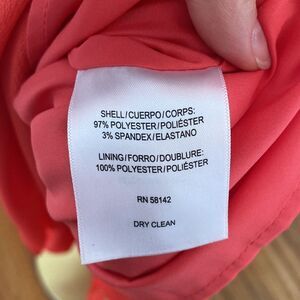 SHELL/CUERPO/CORPS:
97% POLYESTER/POLIÉSTER
3% SPANDEX/ELASTANO
LINING/FORRO/DOUBLURE:
100% POLYESTER/POLIÉSTER
RN 58142
DRY CLEAN